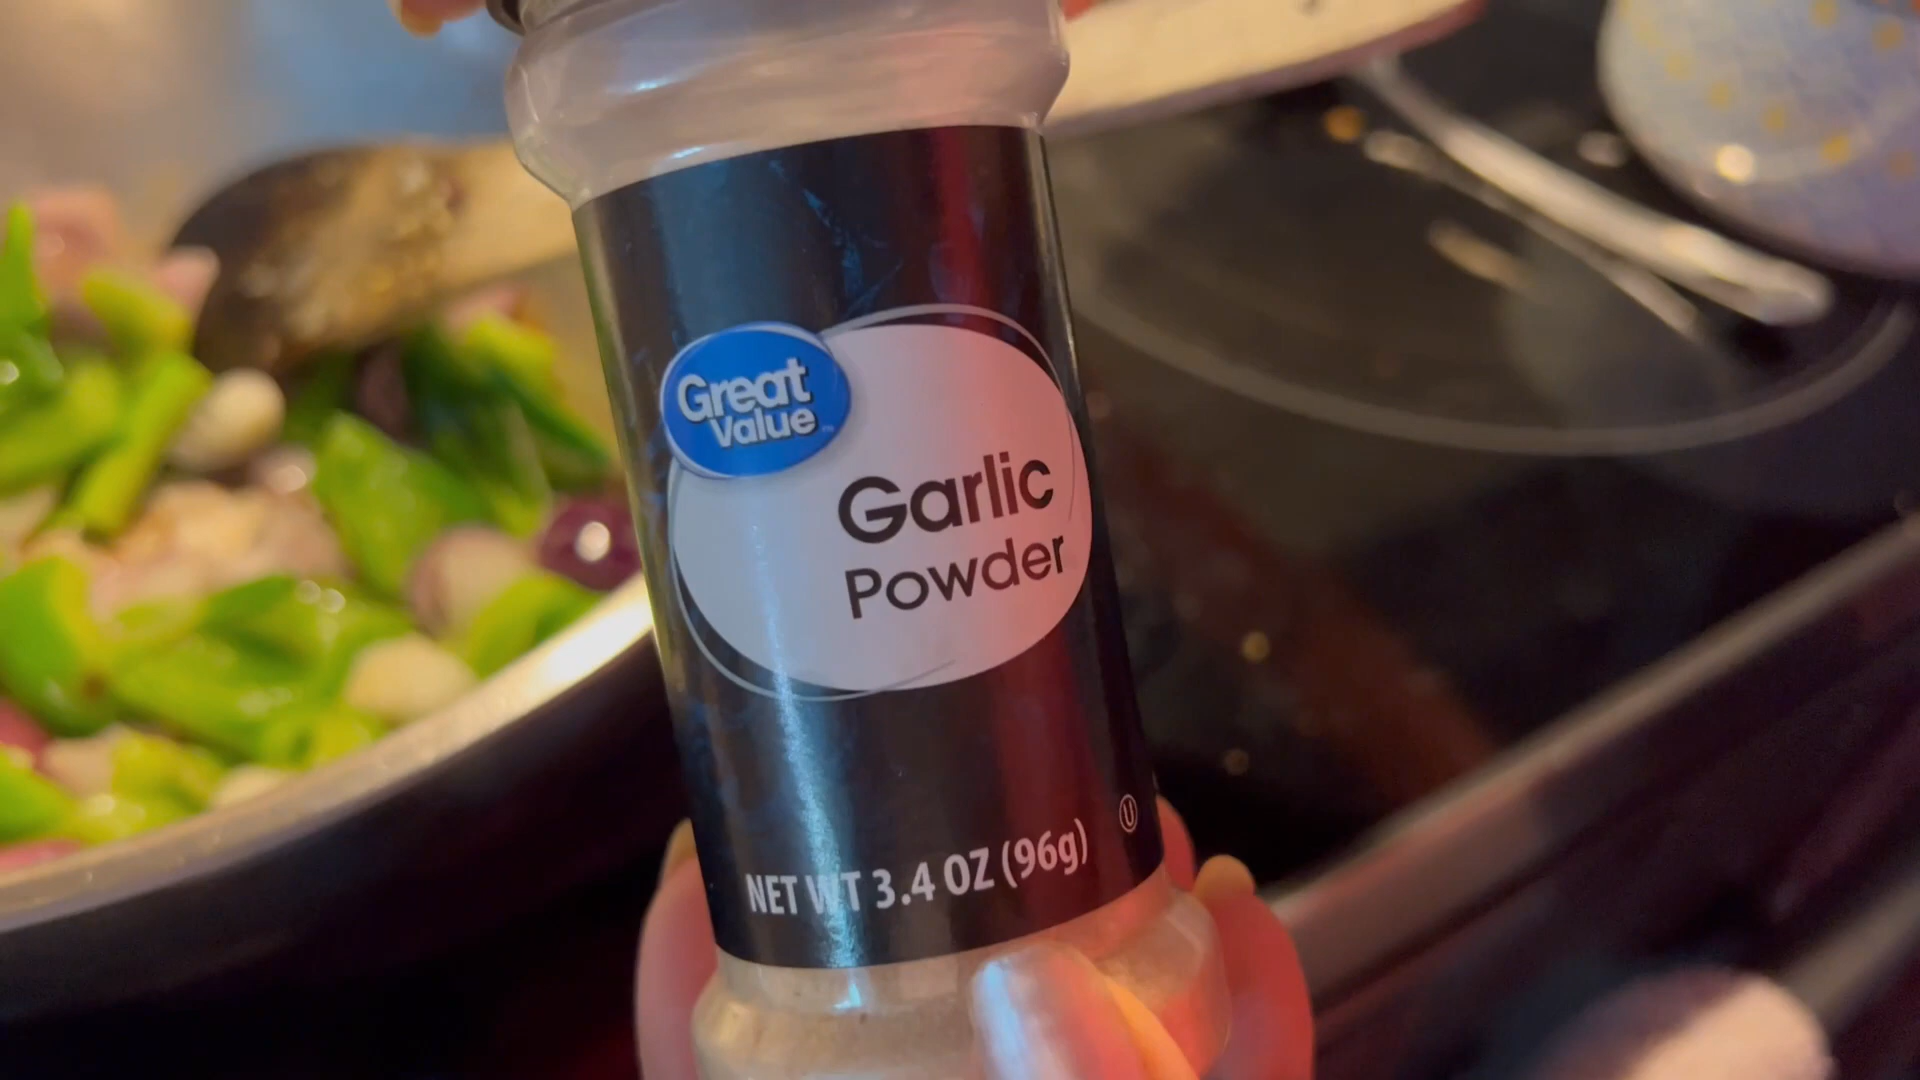 Great
Value
Garlic
Powder
NET WT 3.4 OZ (96g)
U